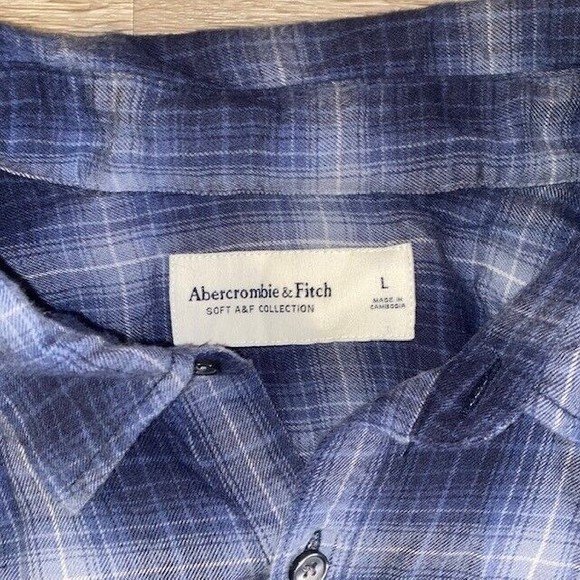 Abercrombie & Fitch
SOFT A&F COLLECTION
L
MADE IN
CAMBODIA